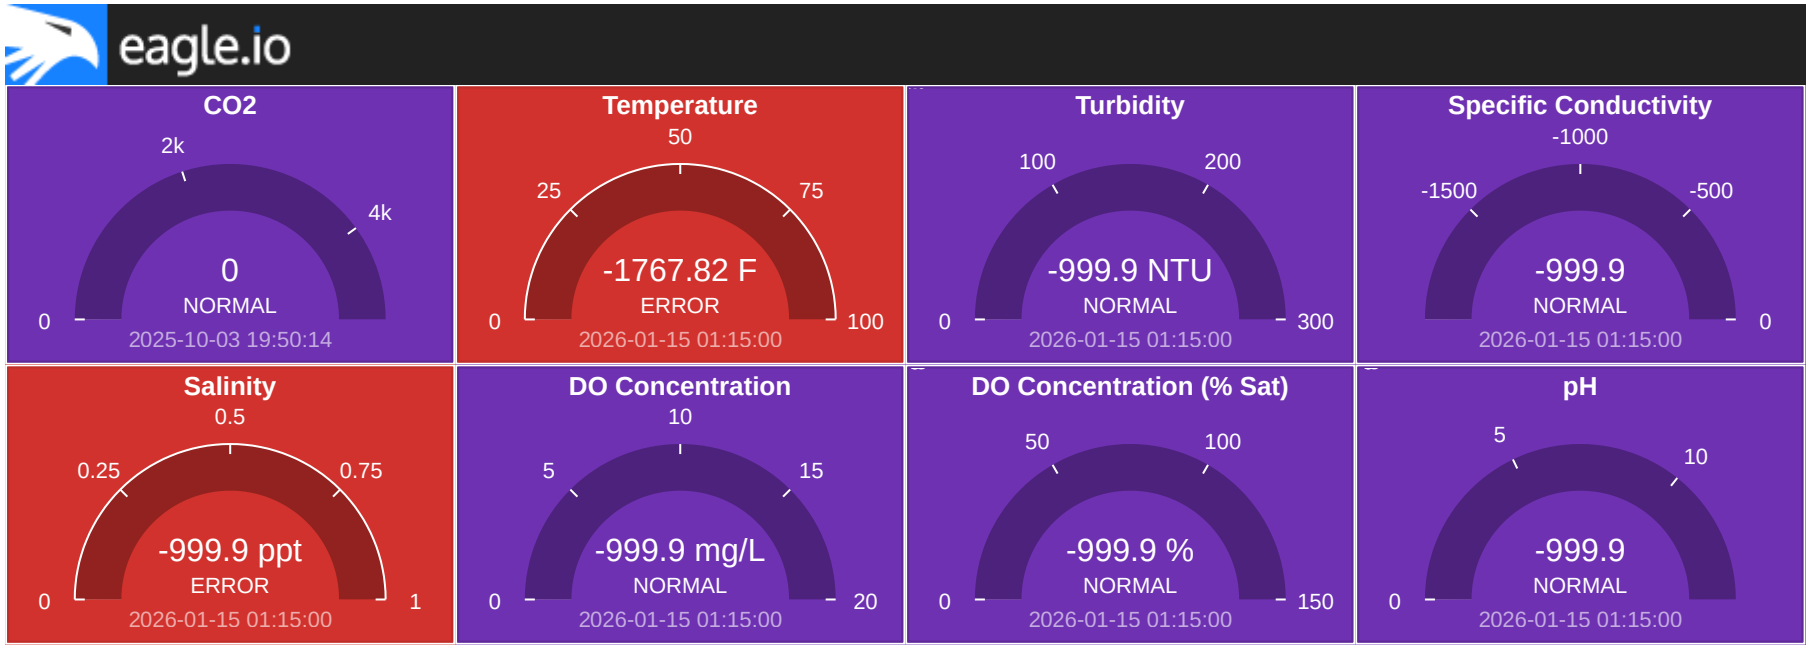 eagle.io
CO2
2k
4k
0
NORMAL
0
2025-10-03 19:50:14
Temperature
50
25
75
-1767.82 F
ERROR
0
100
2026-01-15 01:15:00
Turbidity
100
200
-999.9 NTU
NORMAL
0
300
2026-01-15 01:15:00
Specific Conductivity
-1000
-1500
-500
-999.9
NORMAL
0
2026-01-15 01:15:00
Salinity
0.5
0.25
0.75
-999.9 ppt
ERROR
0
1
2026-01-15 01:15:00
DO Concentration
10
5
15
-999.9 mg/L
NORMAL
0
20
2026-01-15 01:15:00
DO Concentration (% Sat)
50
100
-999.9 %
NORMAL
0
150
2026-01-15 01:15:00
pH
5
10
-999.9
NORMAL
0
2026-01-15 01:15:00